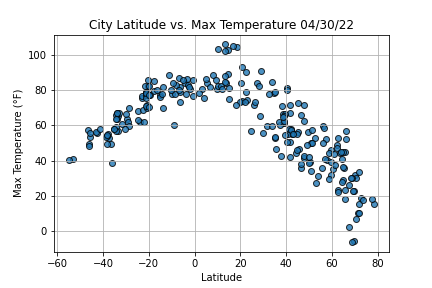 City Latitude vs. Max Temperature 04/30/22
Max Temperature (°F)
100
80
60
40
20
0
−60 −40 −20 0 20 40 60 80
Latitude